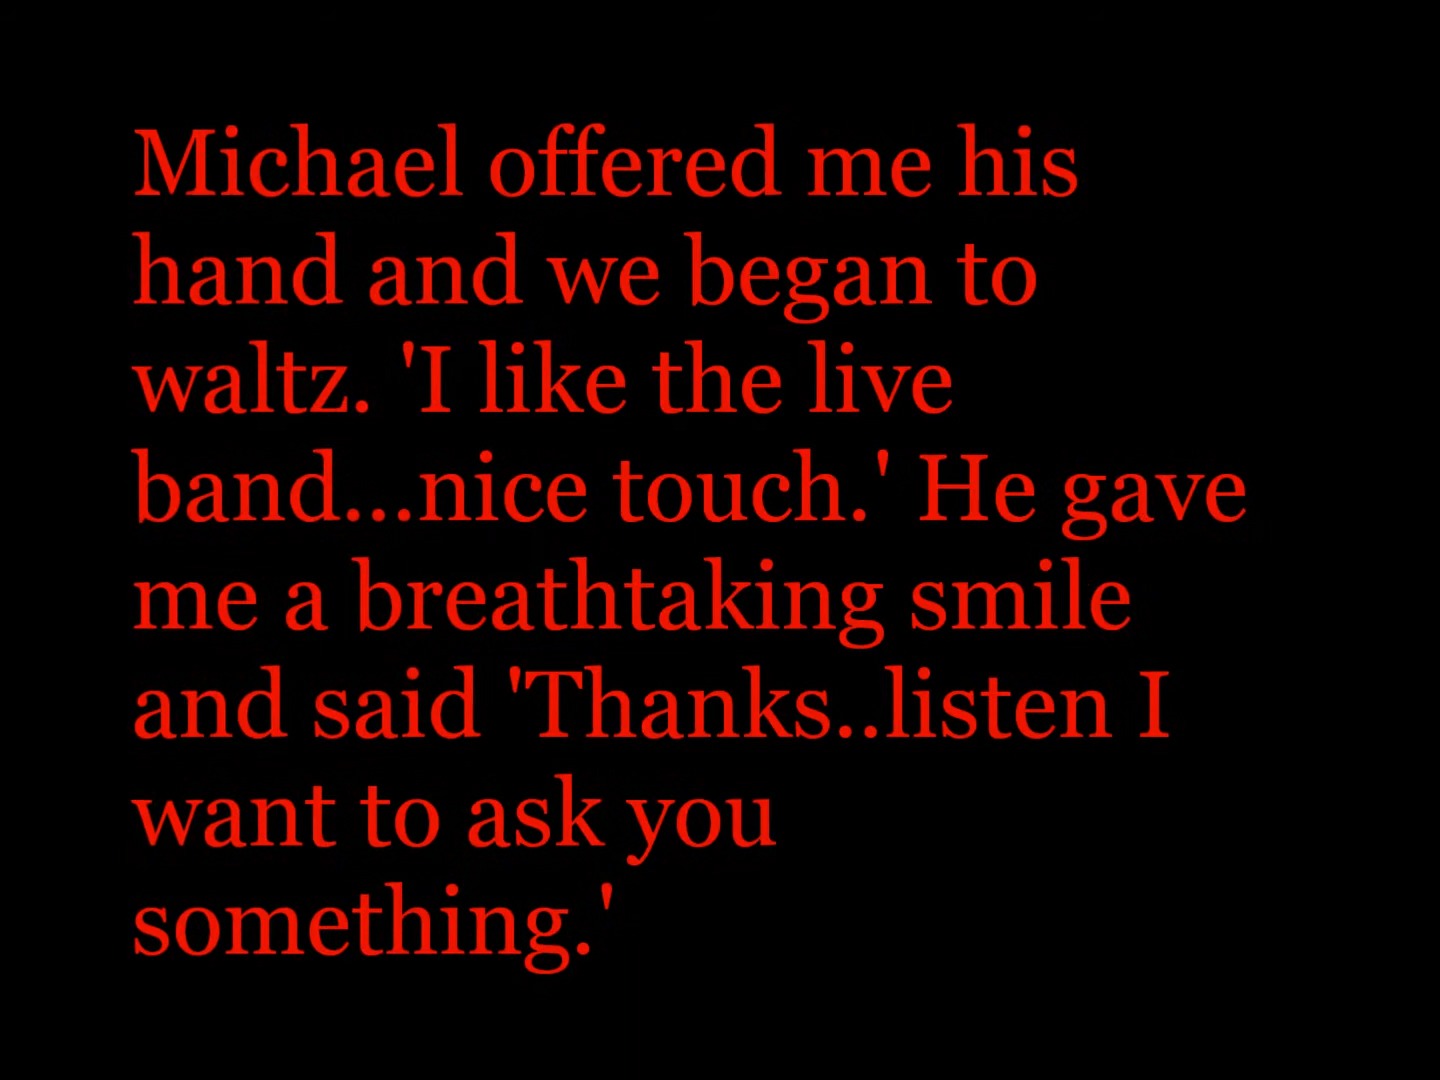 Michael offered me his
hand and we began to
waltz. 'I like the live
band...nice touch.' He gave
me a breathtaking smile
and said 'Thanks..listen I
want to ask you
something.'